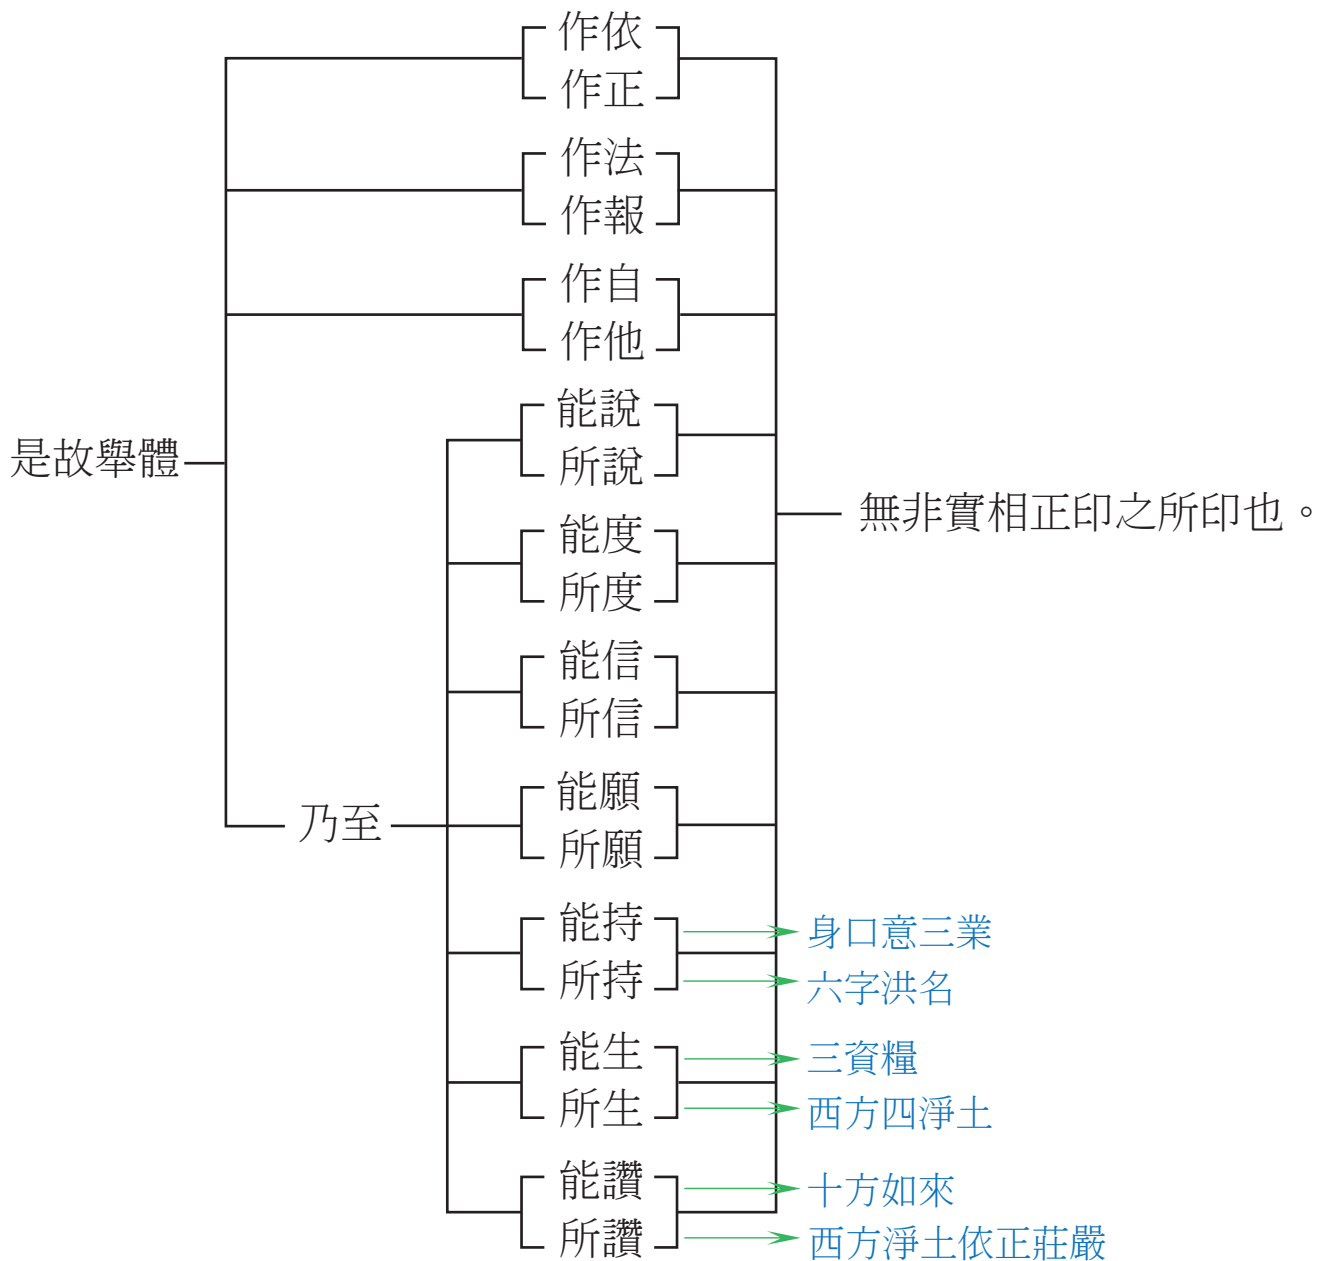 是故舉體
作依
作正
作法
作報
作自
作他
乃至
能說
所說
能度
所度
能信
所信
能願
所願
能持
身口意三業
所持
六字洪名
能生
三資糧
所生
西方四淨土
能讚
十方如來
所讚
西方淨土依正莊嚴
無非實相正印之所印也。